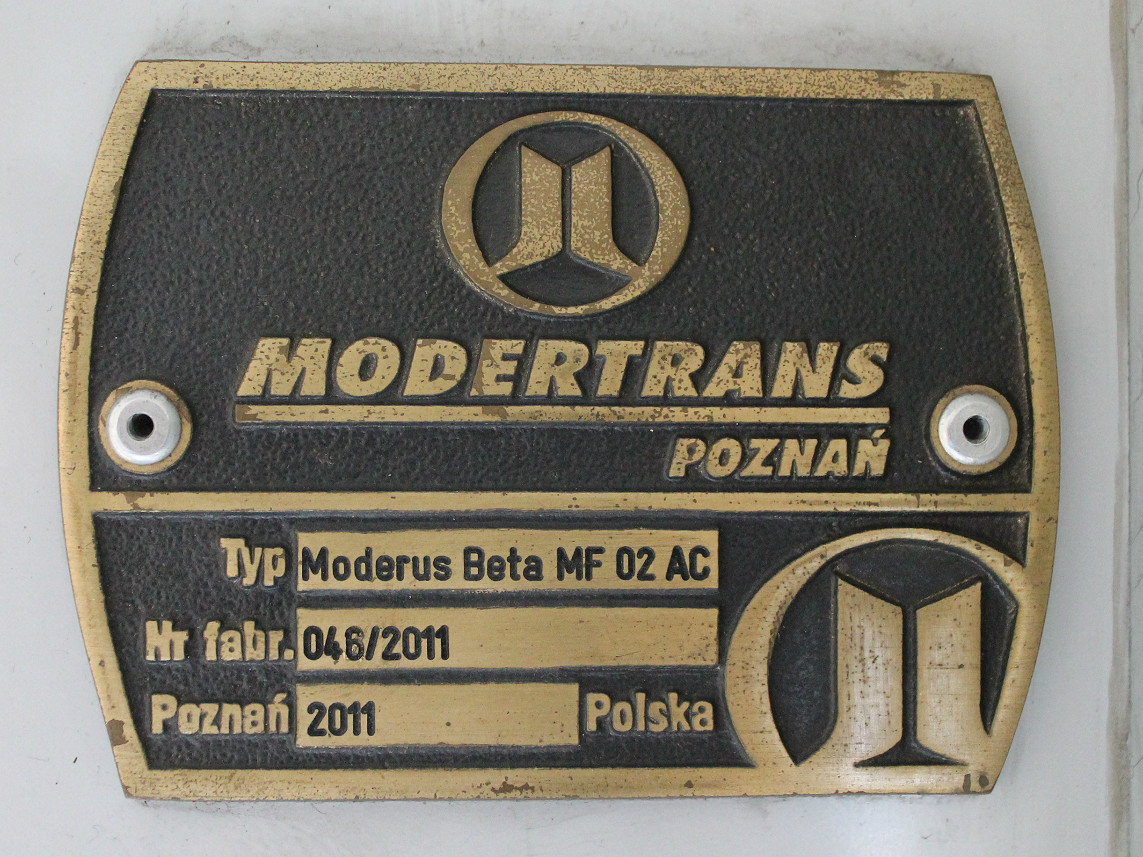 MODERTRANS
POZNAŃ
Typ Moderus Beta MF 02 AC
Nr fabr. 046/2011
Poznań 2011 Polska